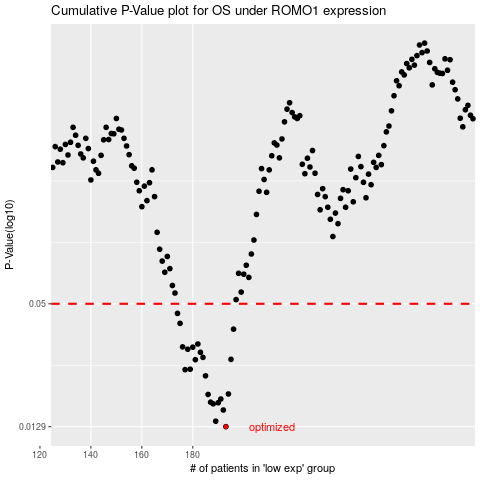 Cumulative P-Value plot for OS under ROMO1 expression
P-Value(log10)
0.05
0.0129
optimized
120 140 160 180
# of patients in 'low exp' group